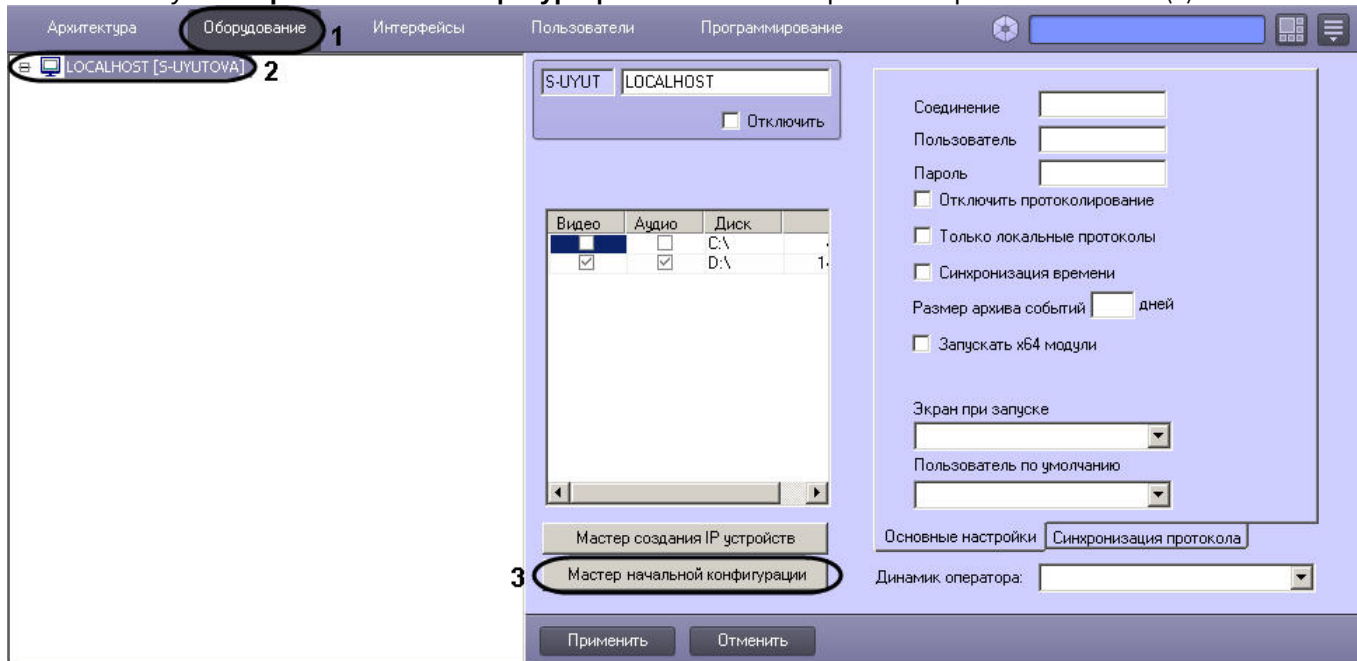 Архитектура Оборудование 1 Интерфейсы Пользователи Программирование
LOCALHOST [S-UYUTOVA] 2
S-UYUT LOCALHOST
Отключить
Видео Аудио Диск
C:\
D:\ 1
Мастер создания IP устройств
3 Мастер начальной конфигурации
Соединение
Пользователь
Пароль
Отключить протоколирование
Только локальные протоколы
Синхронизация времени
Размер архива событий дней
Запускать x64 модули
Экран при запуске
Пользователь по умолчанию
Основные настройки Синхронизация протокола
Динамик оператора:
Применить Отменить